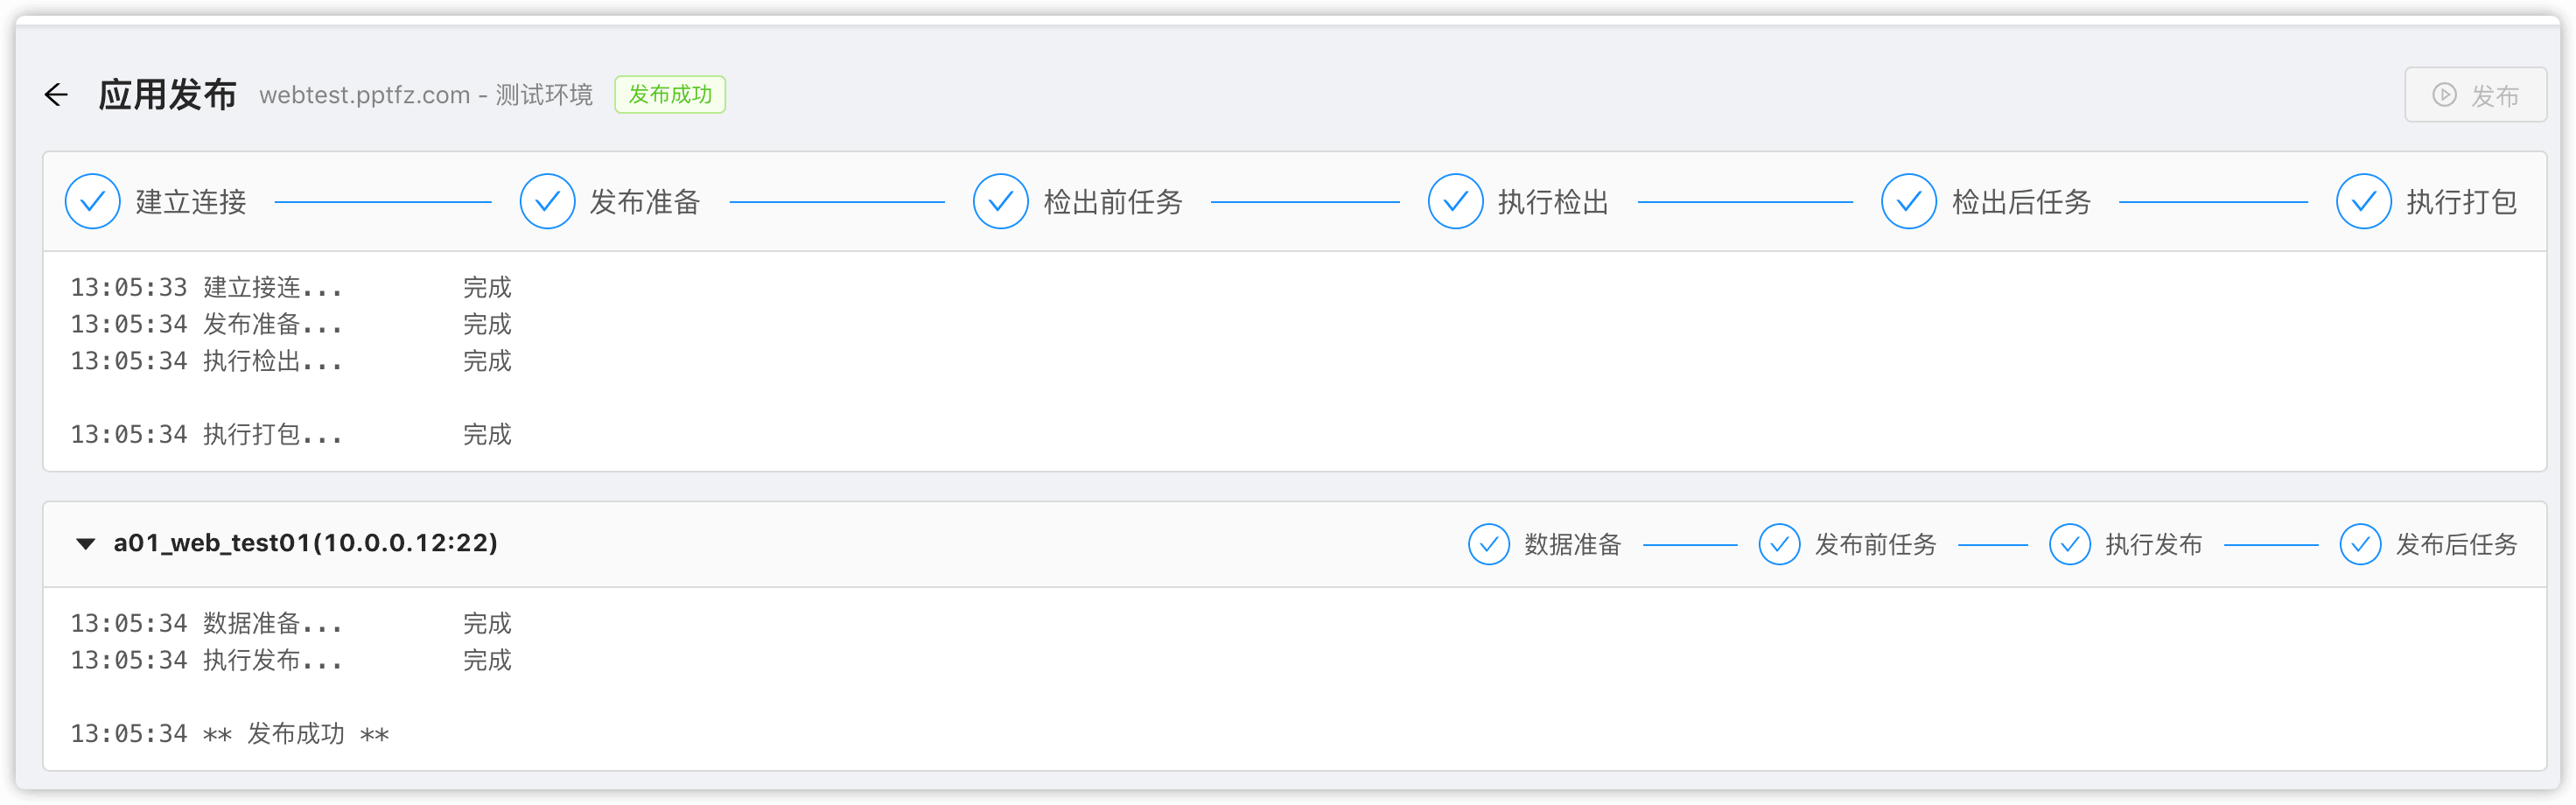 应用发布 webtest.pptfz.com - 测试环境 发布成功 发布
建立连接 发布准备 检出前任务 执行检出 检出后任务 执行打包
13:05:33 建立接连... 完成
13:05:34 发布准备... 完成
13:05:34 执行检出... 完成
13:05:34 执行打包... 完成
a01_web_test01(10.0.0.12:22) 数据准备 发布前任务 执行发布 发布后任务
13:05:34 数据准备... 完成
13:05:34 执行发布... 完成
13:05:34 ** 发布成功 **